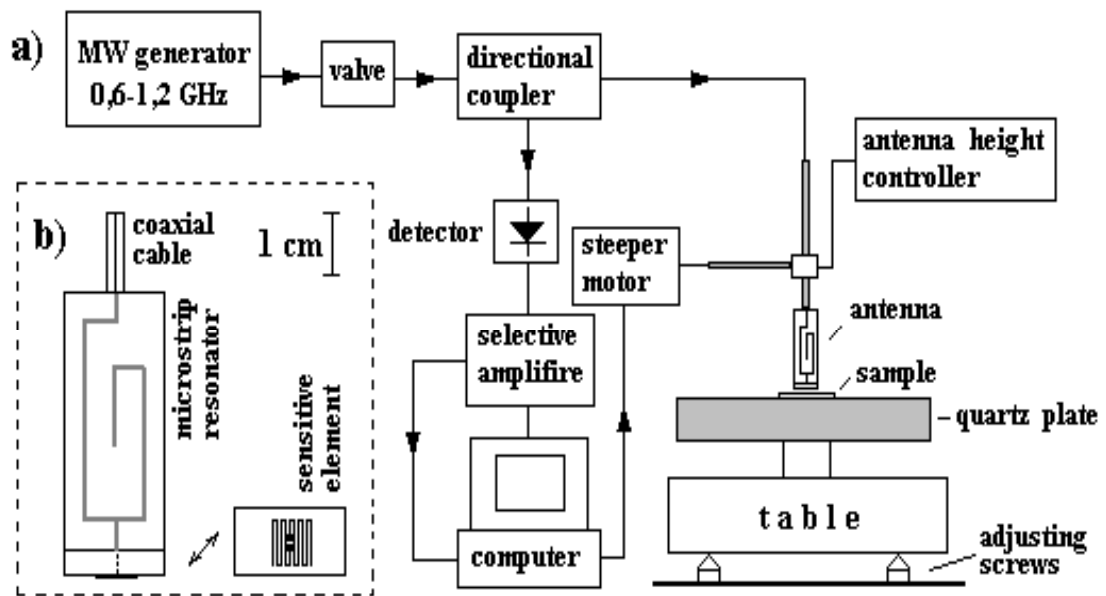 a)
MW generator
0,6-1,2 GHz
valve
directional
coupler
antenna height
controller
detector
steeper
motor
selective
amplifire
antenna
sample
quartz plate
table
computer
adjusting
screws
b)
coaxial
cable
1 cm
microstrip
resonator
sensitive
element